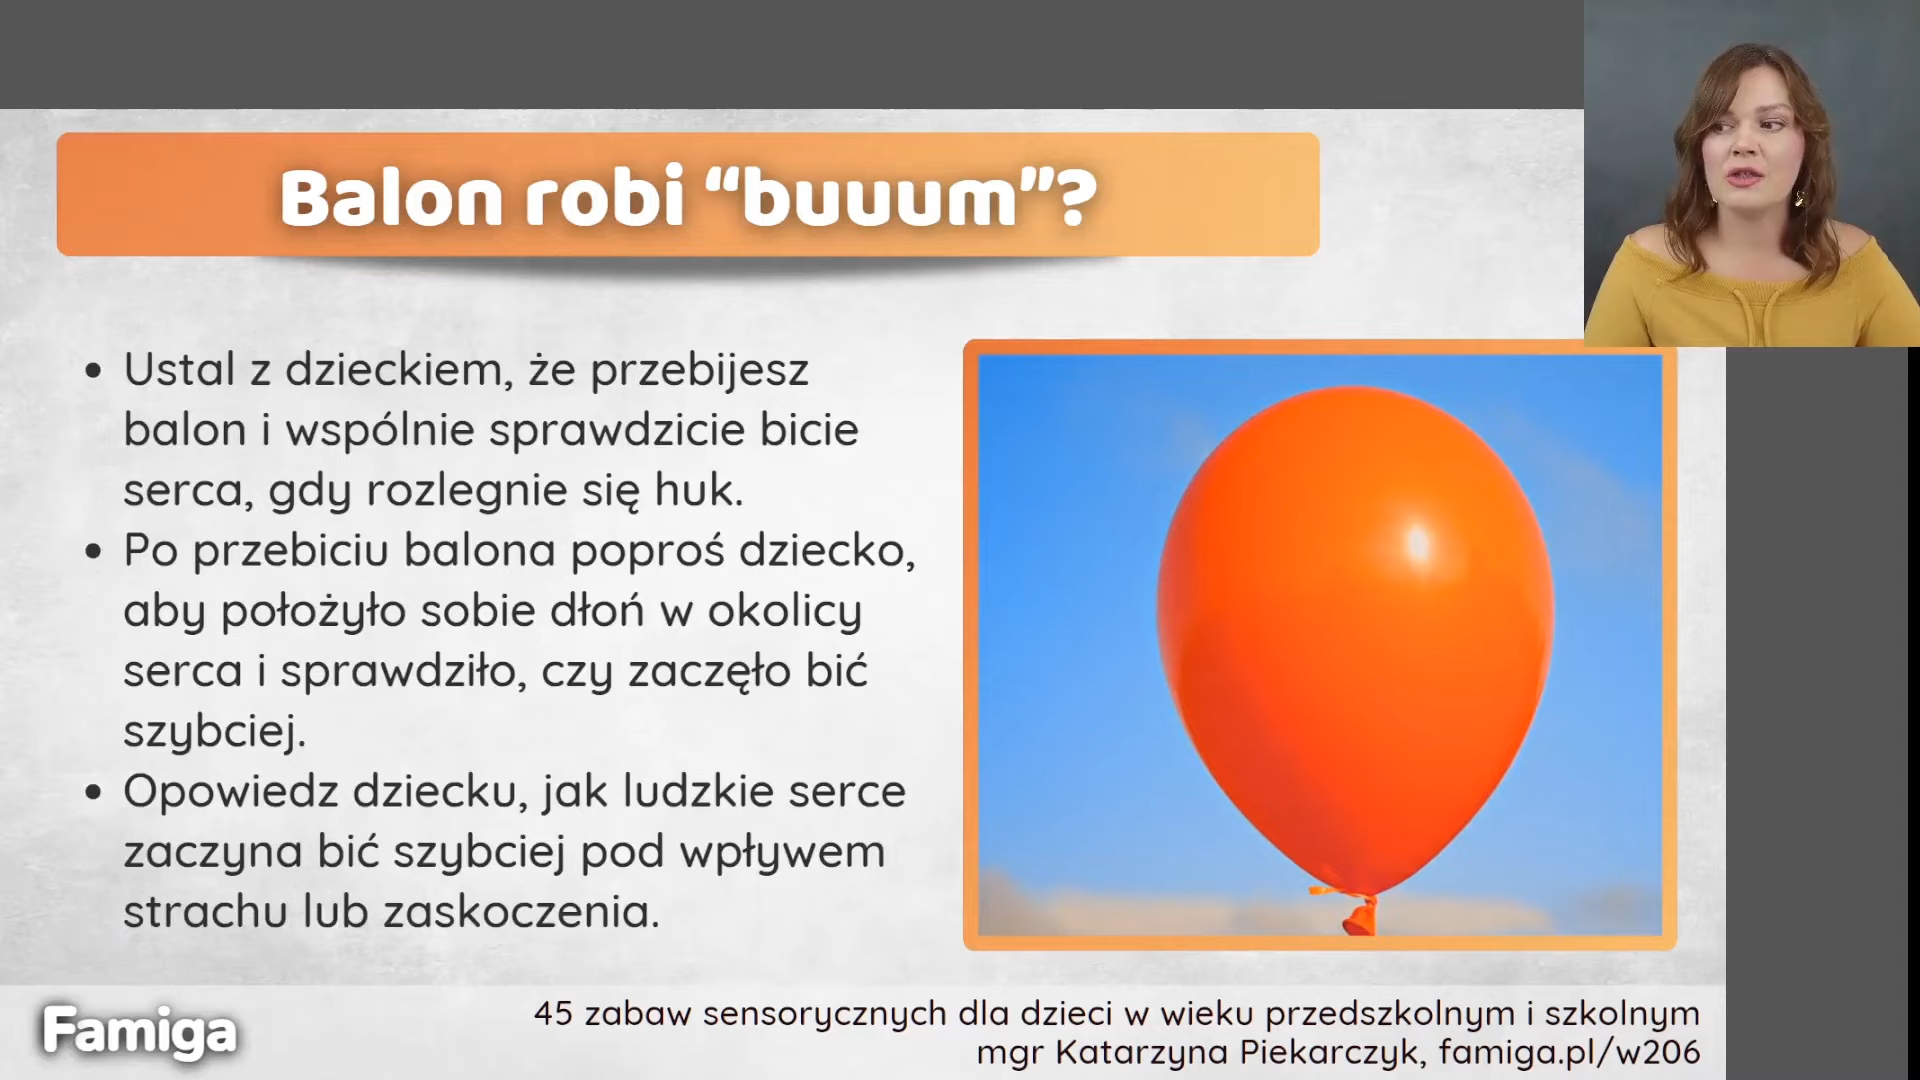 Balon robi “buuum”?
• Ustal z dzieckiem, że przebijesz
balon i wspólnie sprawdzicie bicie
serca, gdy rozlegnie się huk.
• Po przebiciu balona poproś dziecko,
aby położyło sobie dłoń w okolicy
serca i sprawdziło, czy zaczęło bić
szybciej.
• Opowiedz dziecku, jak ludzkie serce
zaczyna bić szybciej pod wpływem
strachu lub zaskoczenia.
Famiga
45 zabaw sensorycznych dla dzieci w wieku przedszkolnym i szkolnym
mgr Katarzyna Piekarczyk, famiga.pl/w206